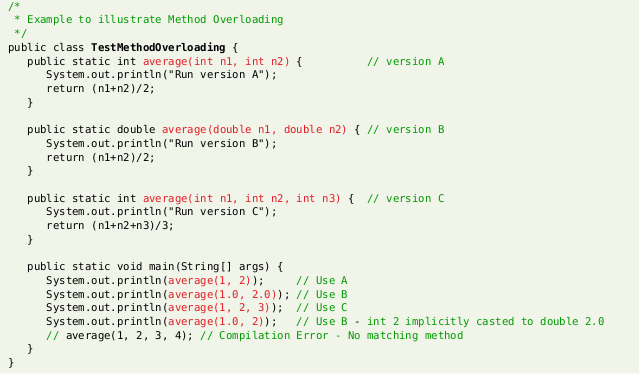 /*
 * Example to illustrate Method Overloading
 */
public class TestMethodOverloading {
   public static int average(int n1, int n2) {          // version A
      System.out.println("Run version A");
      return (n1+n2)/2;
   }

   public static double average(double n1, double n2) { // version B
      System.out.println("Run version B");
      return (n1+n2)/2;
   }

   public static int average(int n1, int n2, int n3) {  // version C
      System.out.println("Run version C");
      return (n1+n2+n3)/3;
   }

   public static void main(String[] args) {
      System.out.println(average(1, 2));     // Use A
      System.out.println(average(1.0, 2.0)); // Use B
      System.out.println(average(1, 2, 3));  // Use C
      System.out.println(average(1.0, 2));   // Use B - int 2 implicitly casted to double 2.0
      // average(1, 2, 3, 4); // Compilation Error - No matching method
   }
}